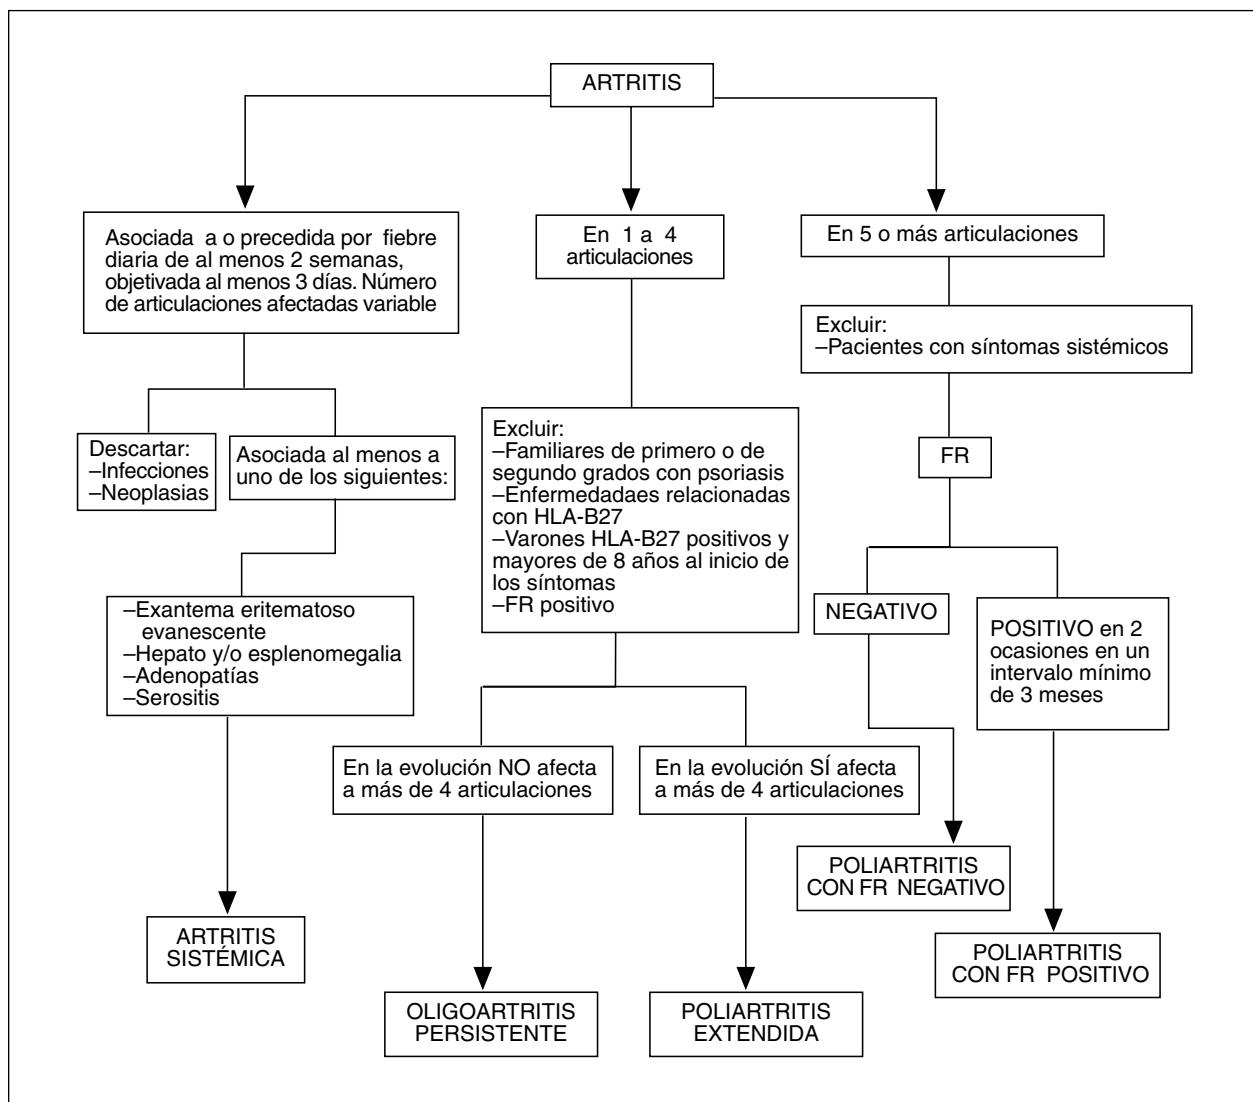 ARTRITIS
Asociada a o precedida por fiebre
diaria de al menos 2 semanas,
objetivada al menos 3 días. Número
de articulaciones afectadas variable
En 1 a 4
articulaciones
En 5 o más articulaciones
Excluir:
–Pacientes con síntomas sistémicos
Descartar:
–Infecciones
–Neoplasias
Asociada al menos a
uno de los siguientes:
Excluir:
–Familiares de primero o de
segundo grados con psoriasis
–Enfermedadaes relacionadas
con HLA-B27
–Varones HLA-B27 positivos y
mayores de 8 años al inicio de
los síntomas
–FR positivo
FR
–Exantema eritematoso
evanescente
–Hepato y/o esplenomegalia
–Adenopatías
–Serositis
NEGATIVO
POSITIVO en 2
ocasiones en un
intervalo mínimo
de 3 meses
En la evolución NO afecta
a más de 4 articulaciones
En la evolución SÍ afecta
a más de 4 articulaciones
POLIARTRITIS
CON FR NEGATIVO
ARTRITIS
SISTÉMICA
POLIARTRITIS
CON FR POSITIVO
OLIGOARTRITIS
PERSISTENTE
POLIARTRITIS
EXTENDIDA